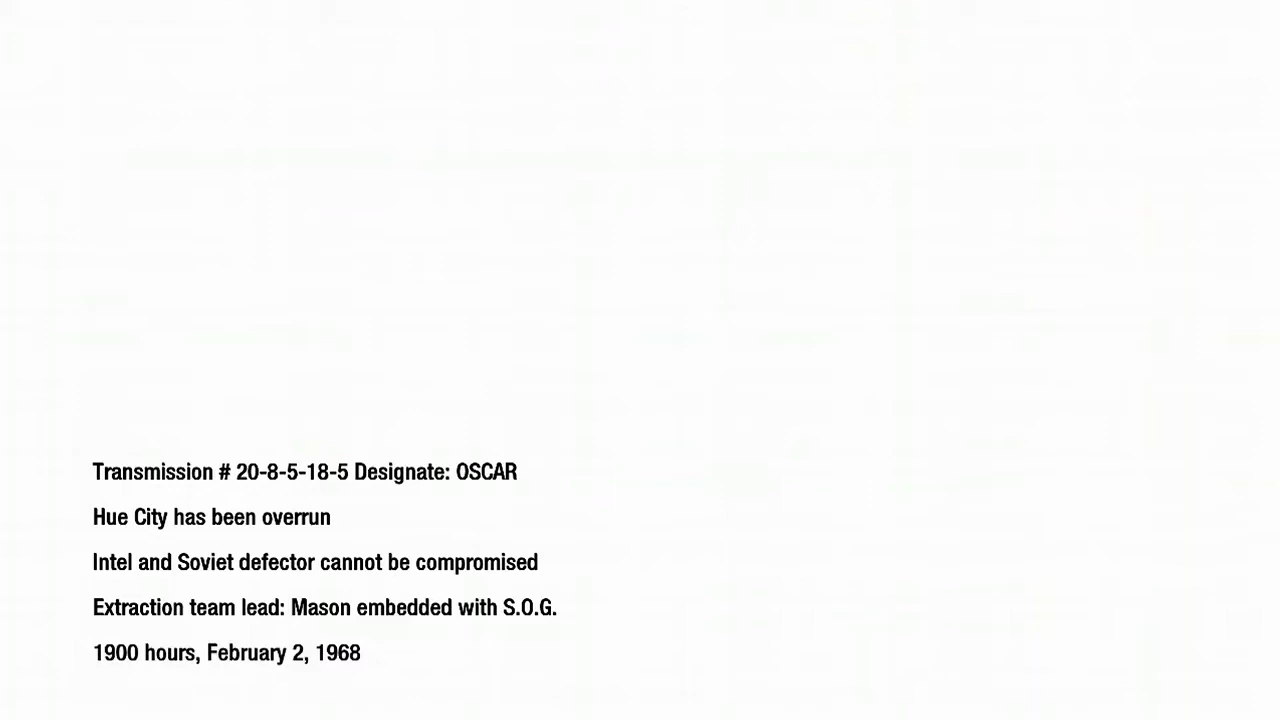 Transmission # 20-8-5-18-5 Designate: OSCAR
Hue City has been overrun
Intel and Soviet defector cannot be compromised
Extraction team lead: Mason embedded with S.O.G.
1900 hours, February 2, 1968